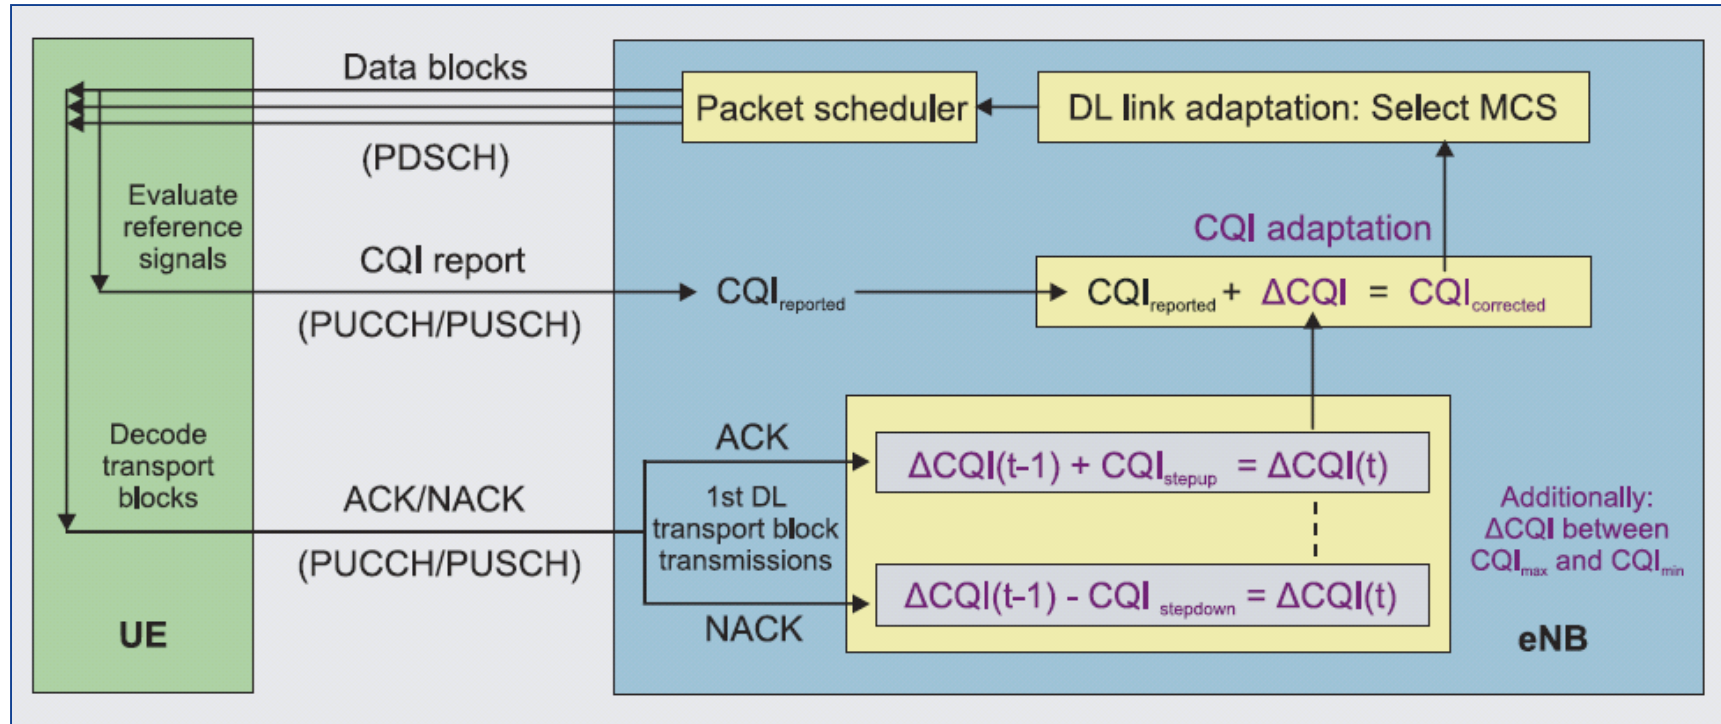 Data blocks
Packet scheduler
DL link adaptation: Select MCS
(PDSCH)
Evaluate
reference
signals
CQI adaptation
CQI report
CQIreported
CQIreported + ΔCQI = CQIcorrected
(PUCCH/PUSCH)
Decode
transport
blocks
ACK
ΔCQI(t-1) + CQIstepup = ΔCQI(t)
ACK/NACK
1st DL
transport block
transmissions
(PUCCH/PUSCH)
Additionally:
ΔCQI between
CQImax and CQImin
ΔCQI(t-1) - CQI stepdown = ΔCQI(t)
NACK
UE
eNB